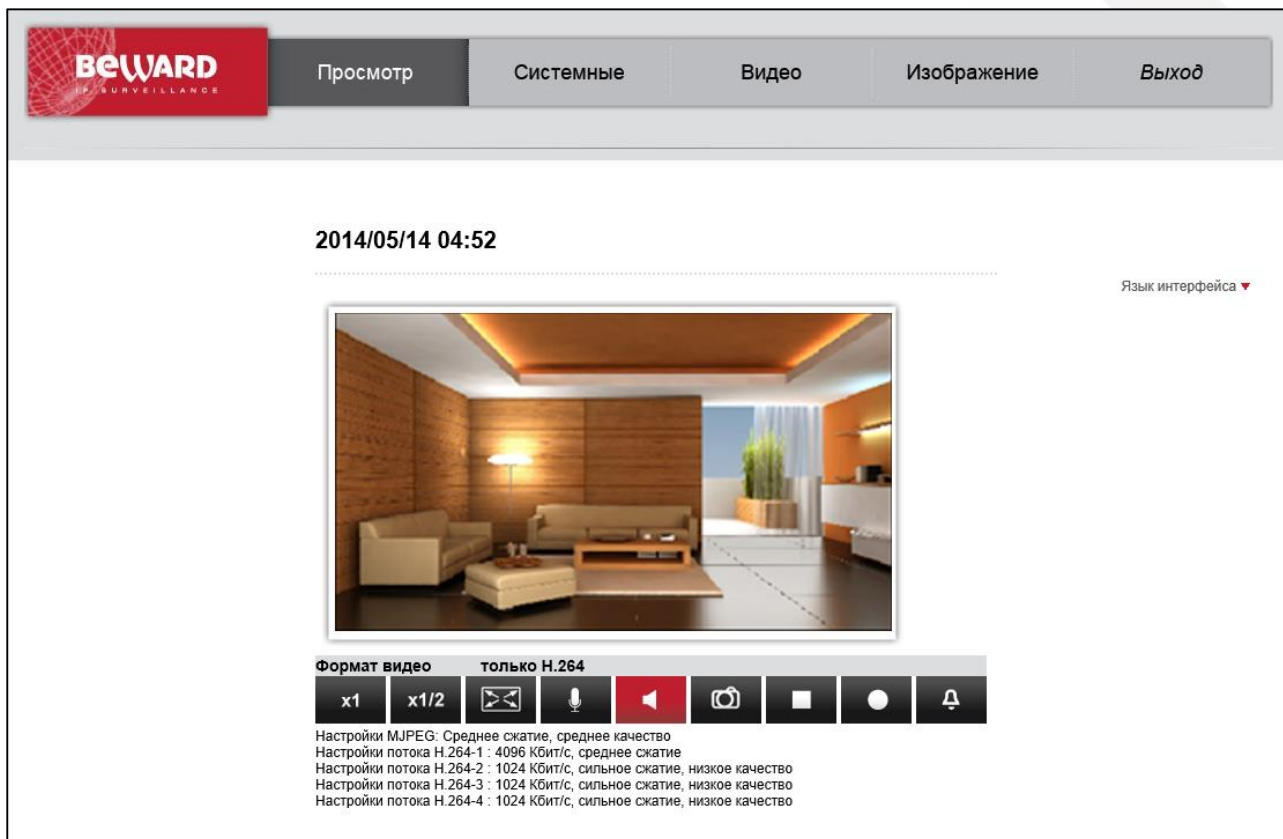 BEWARD
IP SURVEILLANCE
Просмотр Системные Видео Изображение Выход
2014/05/14 04:52
Язык интерфейса
Формат видео только H.264
x1 x1/2
Настройки MJPEG: Среднее сжатие, среднее качество
Настройки потока H.264-1 : 4096 Кбит/с, среднее сжатие
Настройки потока H.264-2 : 1024 Кбит/с, сильное сжатие, низкое качество
Настройки потока H.264-3 : 1024 Кбит/с, сильное сжатие, низкое качество
Настройки потока H.264-4 : 1024 Кбит/с, сильное сжатие, низкое качество